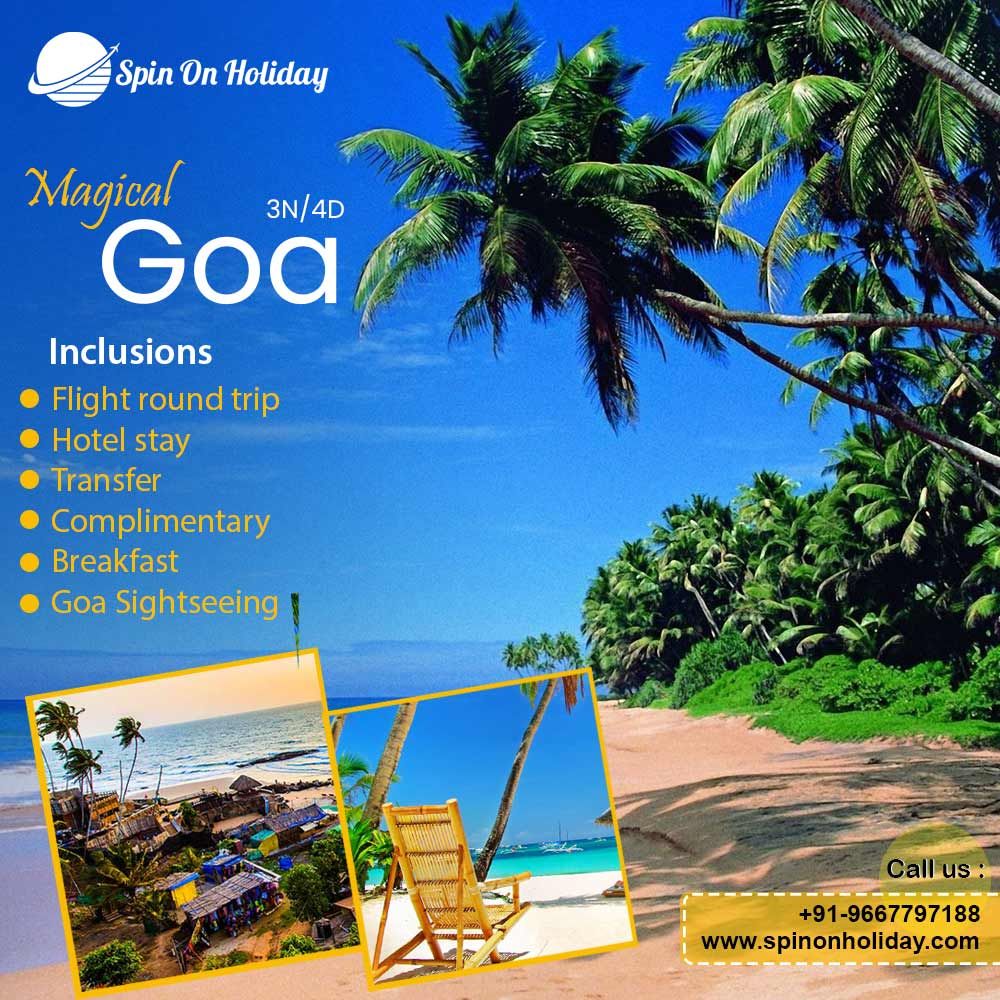 Spin On Holiday
Magical
3N/4D
Goa
Inclusions
Flight round trip
Hotel stay
Transfer
Complimentary
Breakfast
Goa Sightseeing
Call us :
+91-9667797188
www.spinonholiday.com